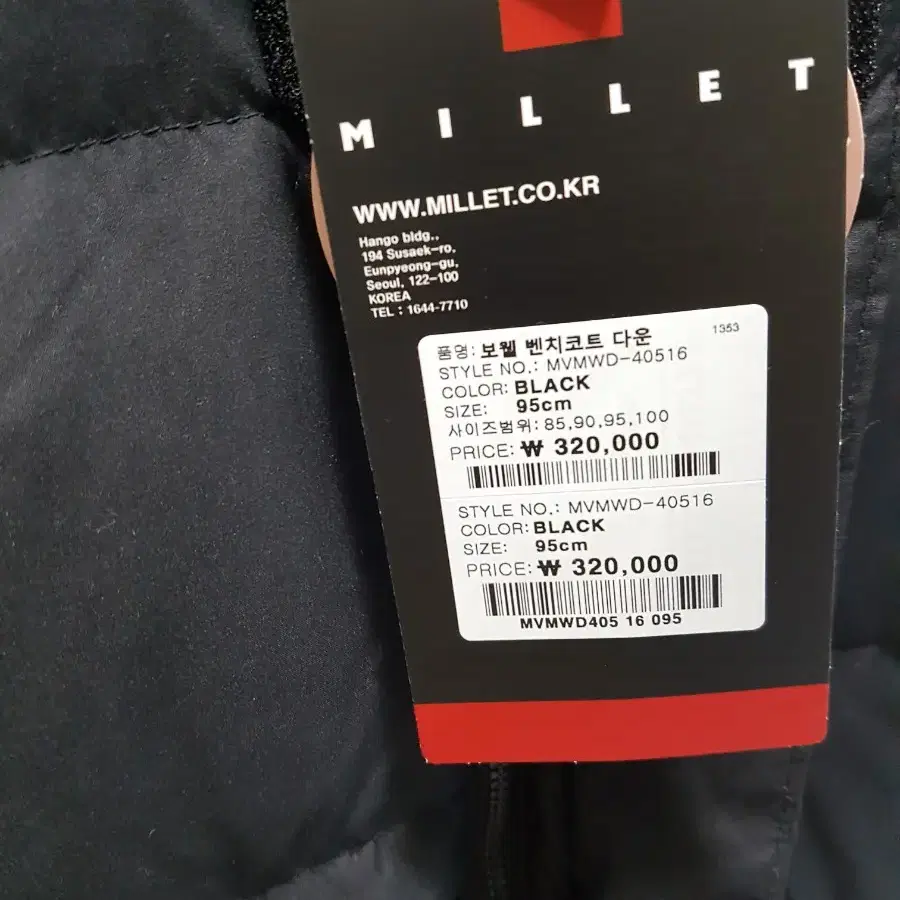 MILLET
WWW.MILLET.CO.KR
Hango bldg.,
194 Susaek-ro,
Eunpyeong-gu,
Seoul, 122-100
KOREA
TEL : 1644-7710
품명: 보웰 벤치코트 다운 1353
STYLE NO.: MVMWD-40516
COLOR: BLACK
SIZE: 95cm
사이즈범위: 85,90,95,100
PRICE: ₩ 320,000
STYLE NO.: MVMWD-40516
COLOR: BLACK
SIZE: 95cm
PRICE: ₩ 320,000
MVMWD405 16 095